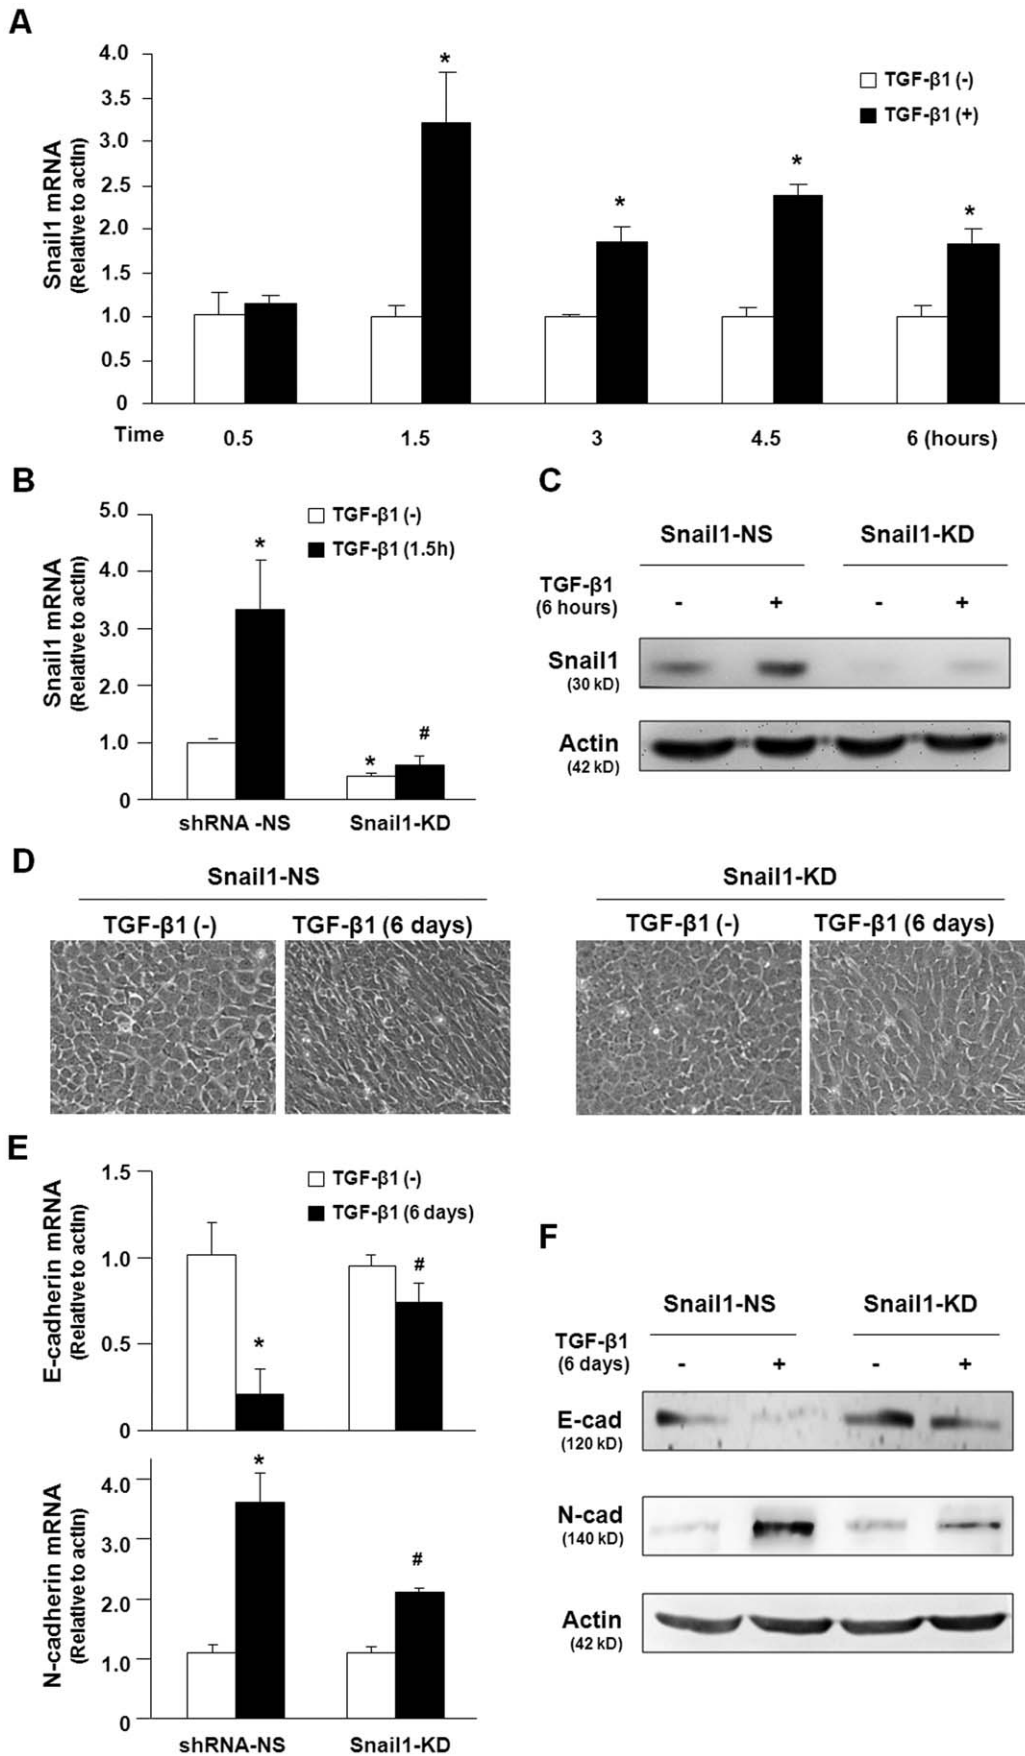 A
4.0
3.5
3.0
2.5
2.0
1.5
1.0
0.5
0
Snail1 mRNA
(Relative to actin)
TGF-β1 (-)
TGF-β1 (+)
*
*
*
*
Time
0.5
1.5
3
4.5
6 (hours)
B
5.0
4.0
3.0
2.0
1.0
0
Snail1 mRNA
(Relative to actin)
TGF-β1 (-)
TGF-β1 (1.5h)
*
*
#
shRNA -NS
Snail1-KD
C
Snail1-NS
Snail1-KD
TGF-β1
(6 hours)
-
+
-
+
Snail1
(30 kD)
Actin
(42 kD)
D
Snail1-NS
Snail1-KD
TGF-β1 (-)
TGF-β1 (6 days)
TGF-β1 (-)
TGF-β1 (6 days)
E
1.5
1.0
0.5
0
E-cadherin mRNA
(Relative to actin)
TGF-β1 (-)
TGF-β1 (6 days)
*
#
4.0
3.0
2.0
1.0
0
N-cadherin mRNA
(Relative to actin)
*
#
shRNA-NS
Snail1-KD
F
Snail1-NS
Snail1-KD
TGF-β1
(6 days)
-
+
-
+
E-cad
(120 kD)
N-cad
(140 kD)
Actin
(42 kD)